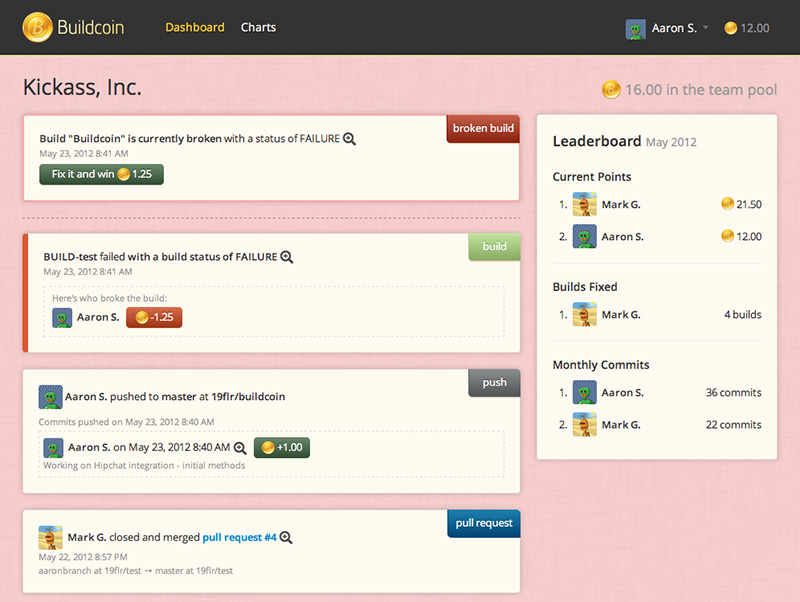 Buildcoin
Dashboard
Charts
Aaron S.
12.00
Kickass, Inc.
16.00 in the team pool
broken build
Build "Buildcoin" is currently broken with a status of FAILURE
May 23, 2012 8:41 AM
Fix it and win 1.25
build
BUILD-test failed with a build status of FAILURE
May 23, 2012 8:41 AM
Here's who broke the build:
Aaron S. -1.25
push
Aaron S. pushed to master at 19flr/buildcoin
Commits pushed on May 23, 2012 8:40 AM
Aaron S. on May 23, 2012 8:40 AM +1.00
Working on Hipchat integration - initial methods
pull request
Mark G. closed and merged pull request #4
May 22, 2012 8:57 PM
aaronbranch at 19flr/test → master at 19flr/test
Leaderboard May 2012
Current Points
1. Mark G. 21.50
2. Aaron S. 12.00
Builds Fixed
1. Mark G. 4 builds
Monthly Commits
1. Aaron S. 36 commits
2. Mark G. 22 commits